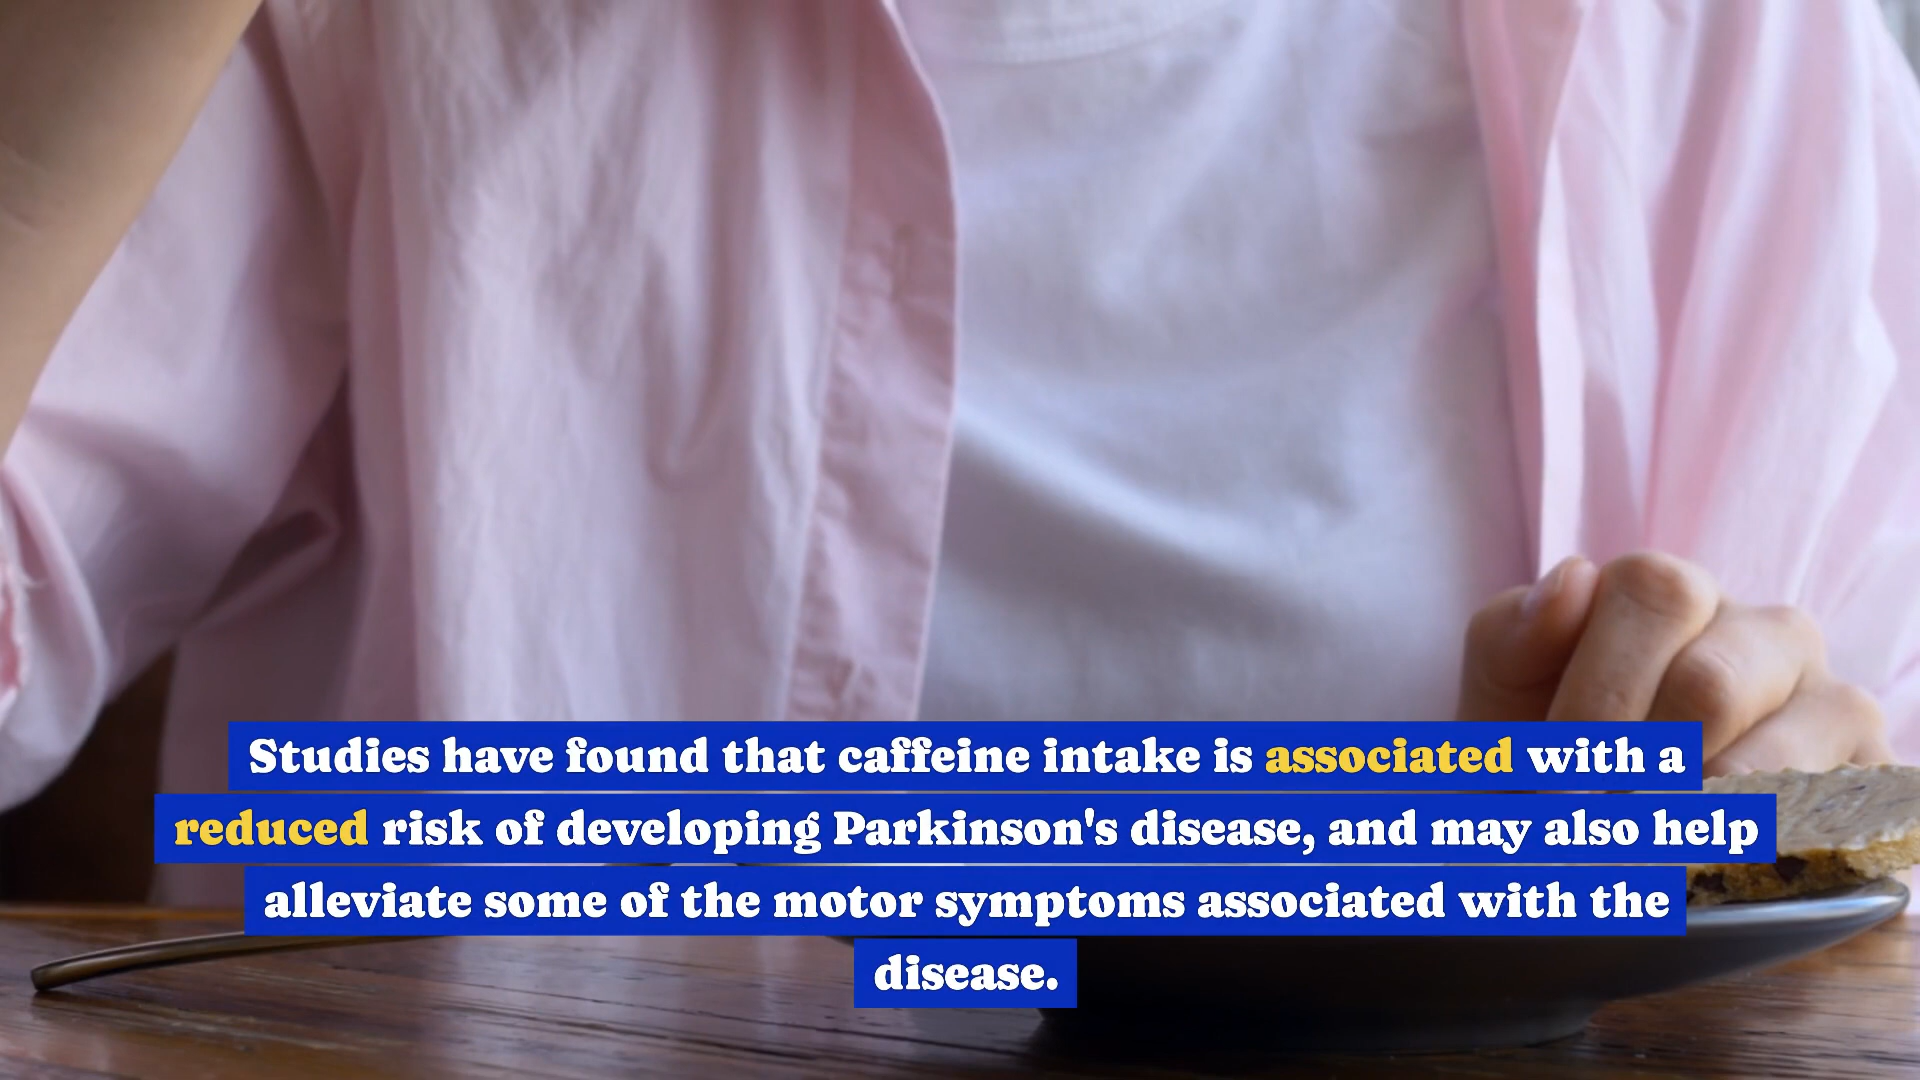 Studies have found that caffeine intake is associated with a
reduced risk of developing Parkinson's disease, and may also help
alleviate some of the motor symptoms associated with the
disease.